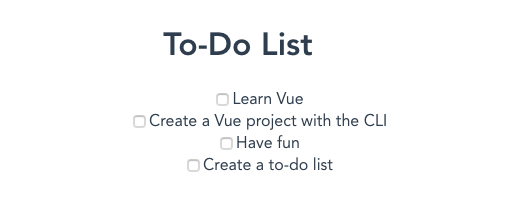 To-Do List
Learn Vue
Create a Vue project with the CLI
Have fun
Create a to-do list